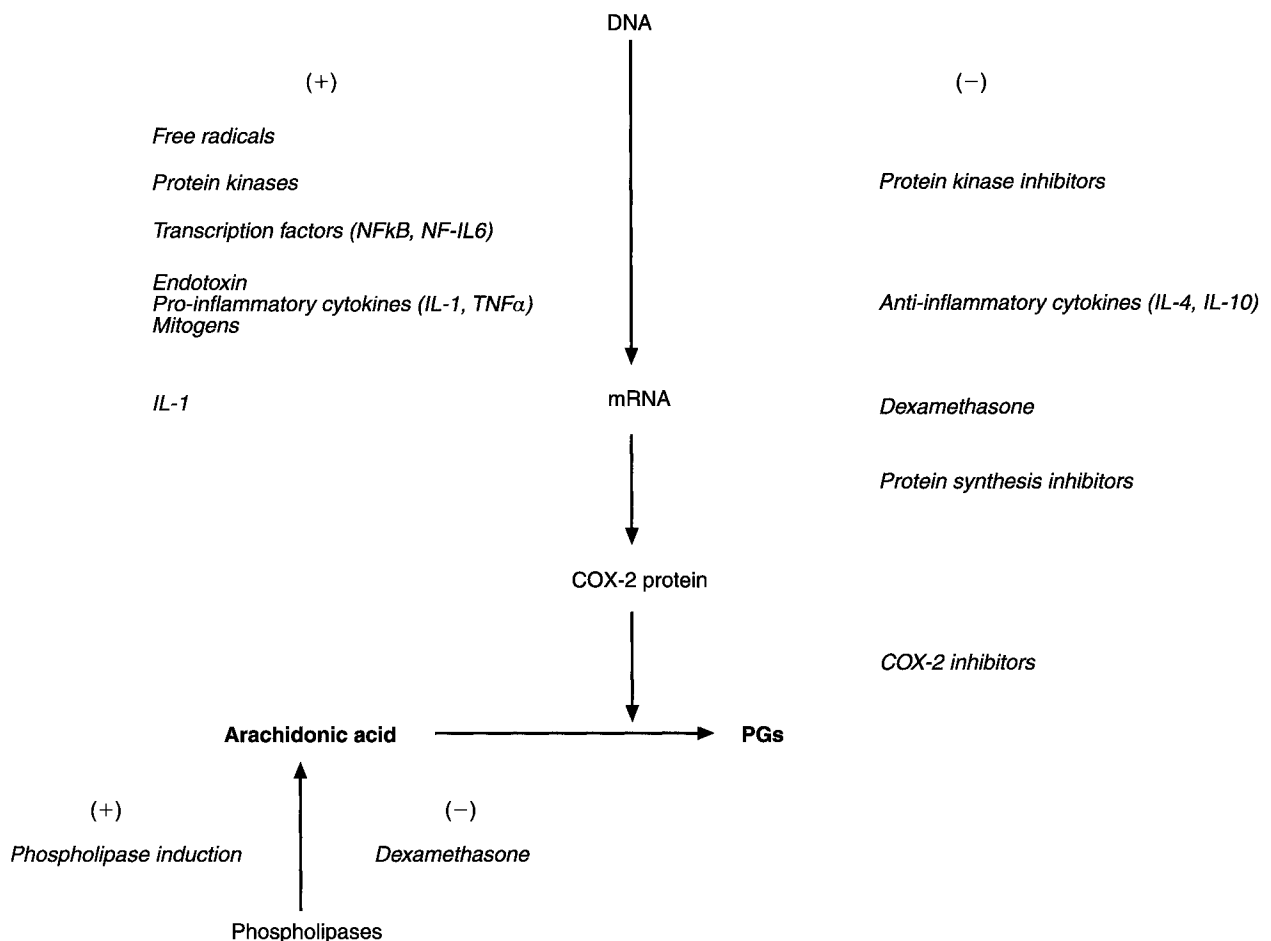 DNA
(+)
(−)
Free radicals
Protein kinases
Protein kinase inhibitors
Transcription factors (NFkB, NF-IL6)
Endotoxin
Pro-inflammatory cytokines (IL-1, TNFα)
Anti-inflammatory cytokines (IL-4, IL-10)
Mitogens
IL-1
mRNA
Dexamethasone
Protein synthesis inhibitors
COX-2 protein
COX-2 inhibitors
Arachidonic acid
PGs
(+)
(−)
Phospholipase induction
Dexamethasone
Phospholipases